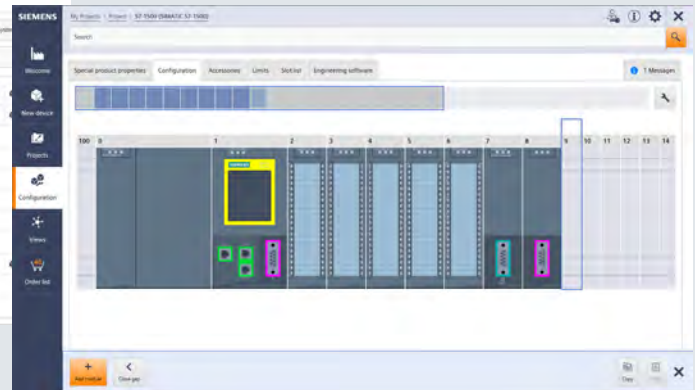 SIEMENS
My Projects | Project | S7-1500 (SIMATIC S7-1500)
Search
Special product properties Configuration Accessories Limits Slot list Engineering software
1 Messages
Welcome
New device
Projects
Configuration
Views
Order list
100 0 1 2 3 4 5 6 7 8 9 10 11 12 13 14
SIEMENS
Add module
Close gap
Copy